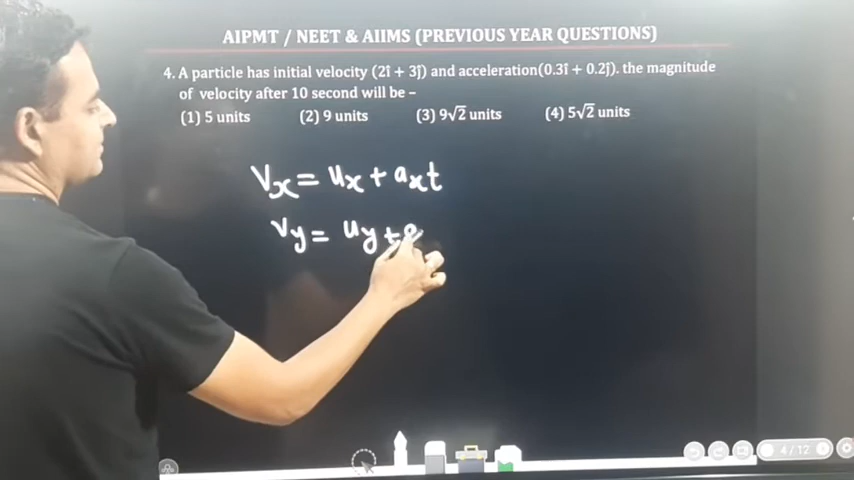 AIPMT / NEET & AIIMS (PREVIOUS YEAR QUESTIONS)
4. A particle has initial velocity (2î + 3ĵ) and acceleration(0.3î + 0.2ĵ). the magnitude
of velocity after 10 second will be –
(1) 5 units (2) 9 units (3) 9√2 units (4) 5√2 units
Vx = ux + axt
Vy = uy +
4/12